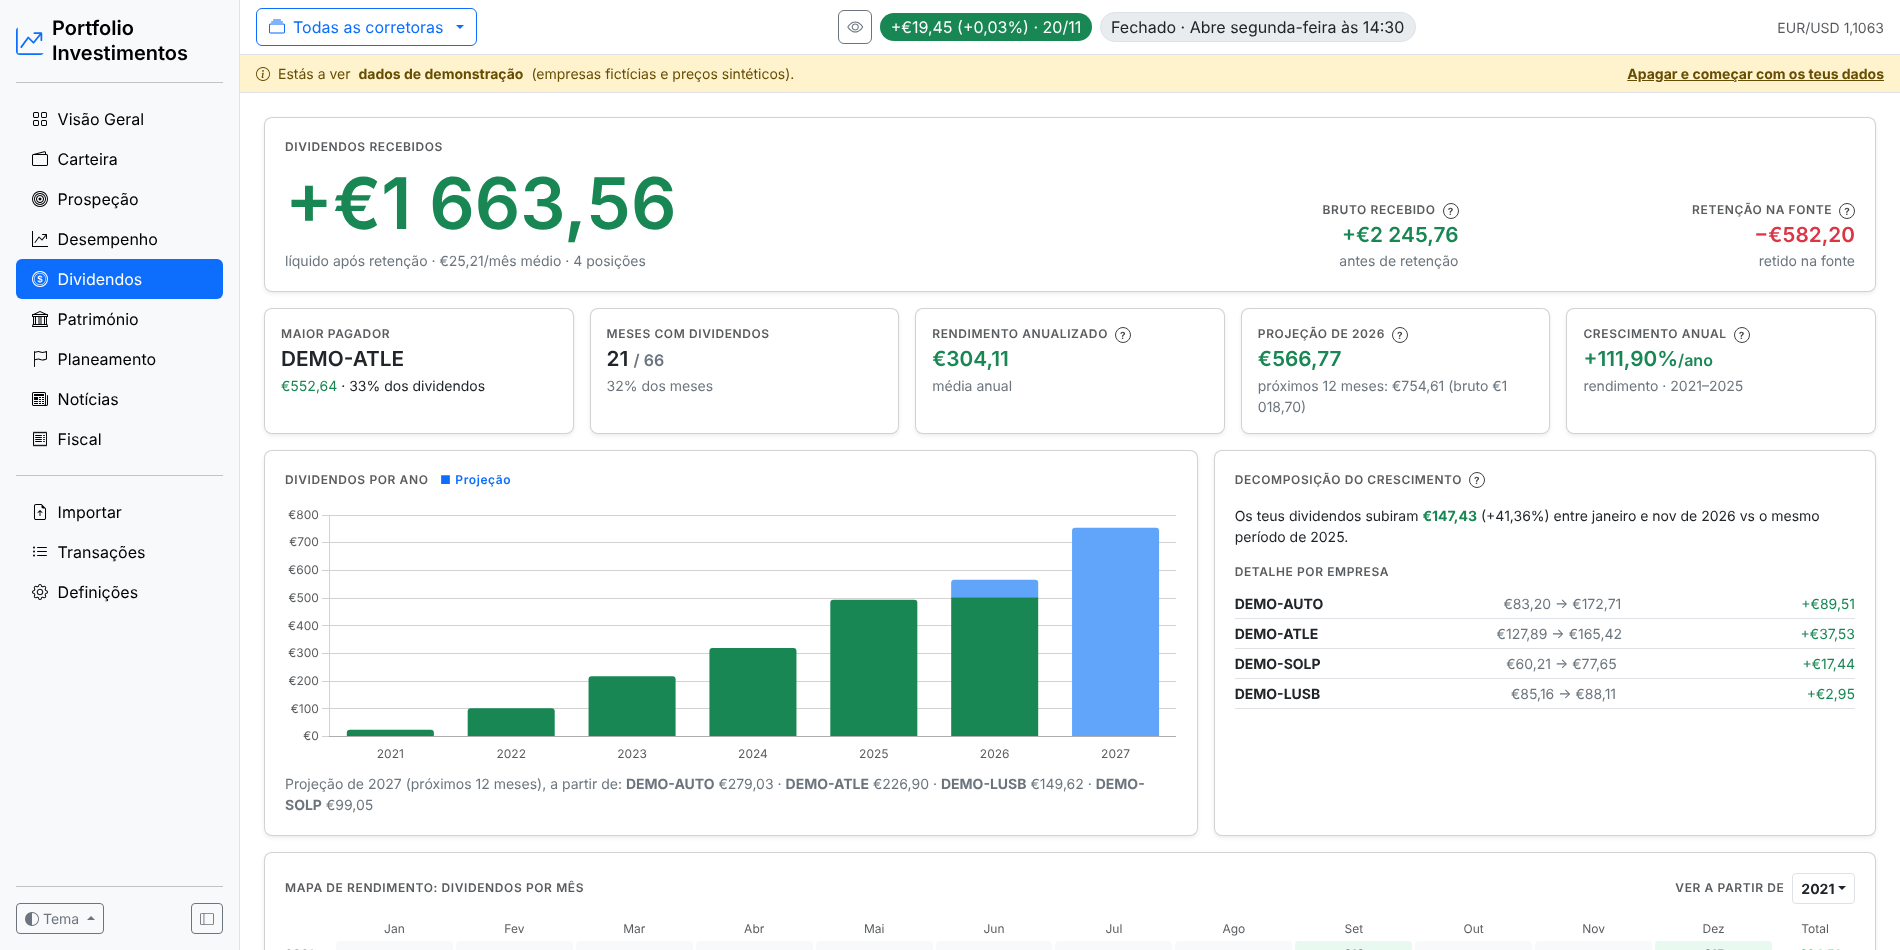 Portfolio
Investimentos
Visão Geral
Carteira
Prospeção
Desempenho
Dividendos
Património
Planeamento
Notícias
Fiscal
Importar
Transações
Definições
Tema
Todas as corretoras
+€19,45 (+0,03%) · 20/11
Fechado · Abre segunda-feira às 14:30
EUR/USD 1,1063
Estás a ver dados de demonstração (empresas fictícias e preços sintéticos).
Apagar e começar com os teus dados
DIVIDENDOS RECEBIDOS
+€1 663,56
líquido após retenção · €25,21/mês médio · 4 posições
BRUTO RECEBIDO ?
+€2 245,76
antes de retenção
RETENÇÃO NA FONTE ?
−€582,20
retido na fonte
MAIOR PAGADOR
DEMO-ATLE
€552,64 · 33% dos dividendos
MESES COM DIVIDENDOS
21 / 66
32% dos meses
RENDIMENTO ANUALIZADO ?
€304,11
média anual
PROJEÇÃO DE 2026 ?
€566,77
próximos 12 meses: €754,61 (bruto €1
018,70)
CRESCIMENTO ANUAL ?
+111,90%/ano
rendimento · 2021–2025
DIVIDENDOS POR ANO Projeção
€800
€700
€600
€500
€400
€300
€200
€100
€0
2021 2022 2023 2024 2025 2026 2027
Projeção de 2027 (próximos 12 meses), a partir de: DEMO-AUTO €279,03 · DEMO-ATLE €226,90 · DEMO-LUSB €149,62 · DEMO-
SOLP €99,05
DECOMPOSIÇÃO DO CRESCIMENTO ?
Os teus dividendos subiram €147,43 (+41,36%) entre janeiro e nov de 2026 vs o mesmo
período de 2025.
DETALHE POR EMPRESA
DEMO-AUTO €83,20 → €172,71 +€89,51
DEMO-ATLE €127,89 → €165,42 +€37,53
DEMO-SOLP €60,21 → €77,65 +€17,44
DEMO-LUSB €85,16 → €88,11 +€2,95
MAPA DE RENDIMENTO: DIVIDENDOS POR MÊS
VER A PARTIR DE 2021
Jan Fev Mar Abr Mai Jun Jul Ago Set Out Nov Dez Total